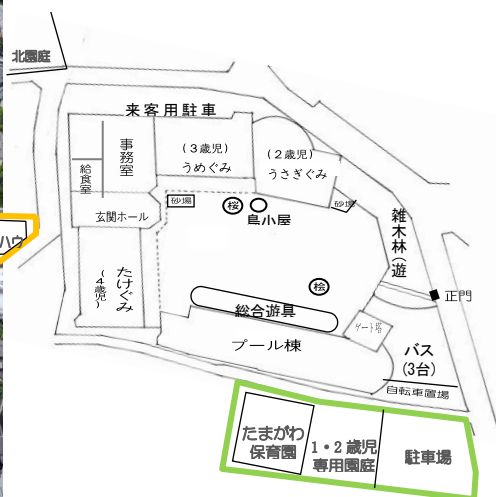 北園庭
来客用駐車
事務室
給食室
(3歳児)
うめぐみ
(2歳児)
うさぎぐみ
玄関ホール
砂場
桜
鳥小屋
砂場
雑木林(遊
ハウ
たけぐみ
(4歳児)
桧
正門
総合遊具
ゲート塔
プール棟
バス
(3台)
自転車置場
たまがわ
保育園
1・2歳児
専用園庭
駐車場